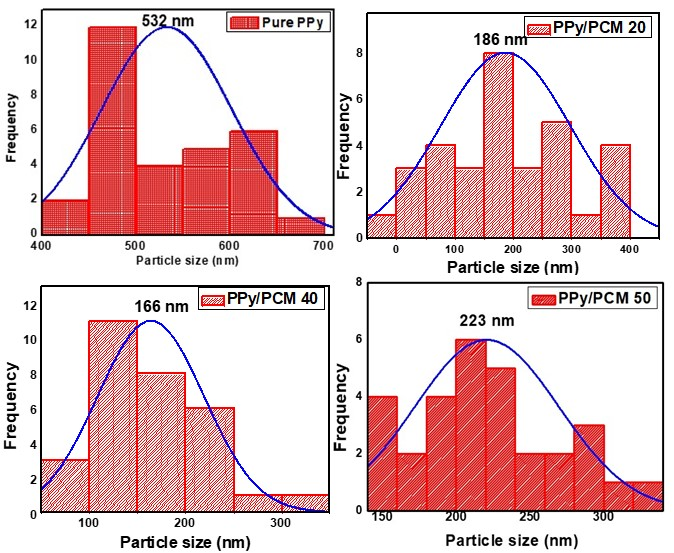 532 nm
Pure PPy
12
10
8
6
4
2
0
Frequency
400 500 600 700
Particle size (nm)
186 nm
PPy/PCM 20
8
6
4
2
0
Frequency
0 100 200 300 400
Particle size (nm)
166 nm
PPy/PCM 40
12
10
8
6
4
2
0
Frequency
100 200 300
Particle size (nm)
PPy/PCM 50
223 nm
8
6
4
2
0
Frequency
150 200 250 300
Particle size (nm)